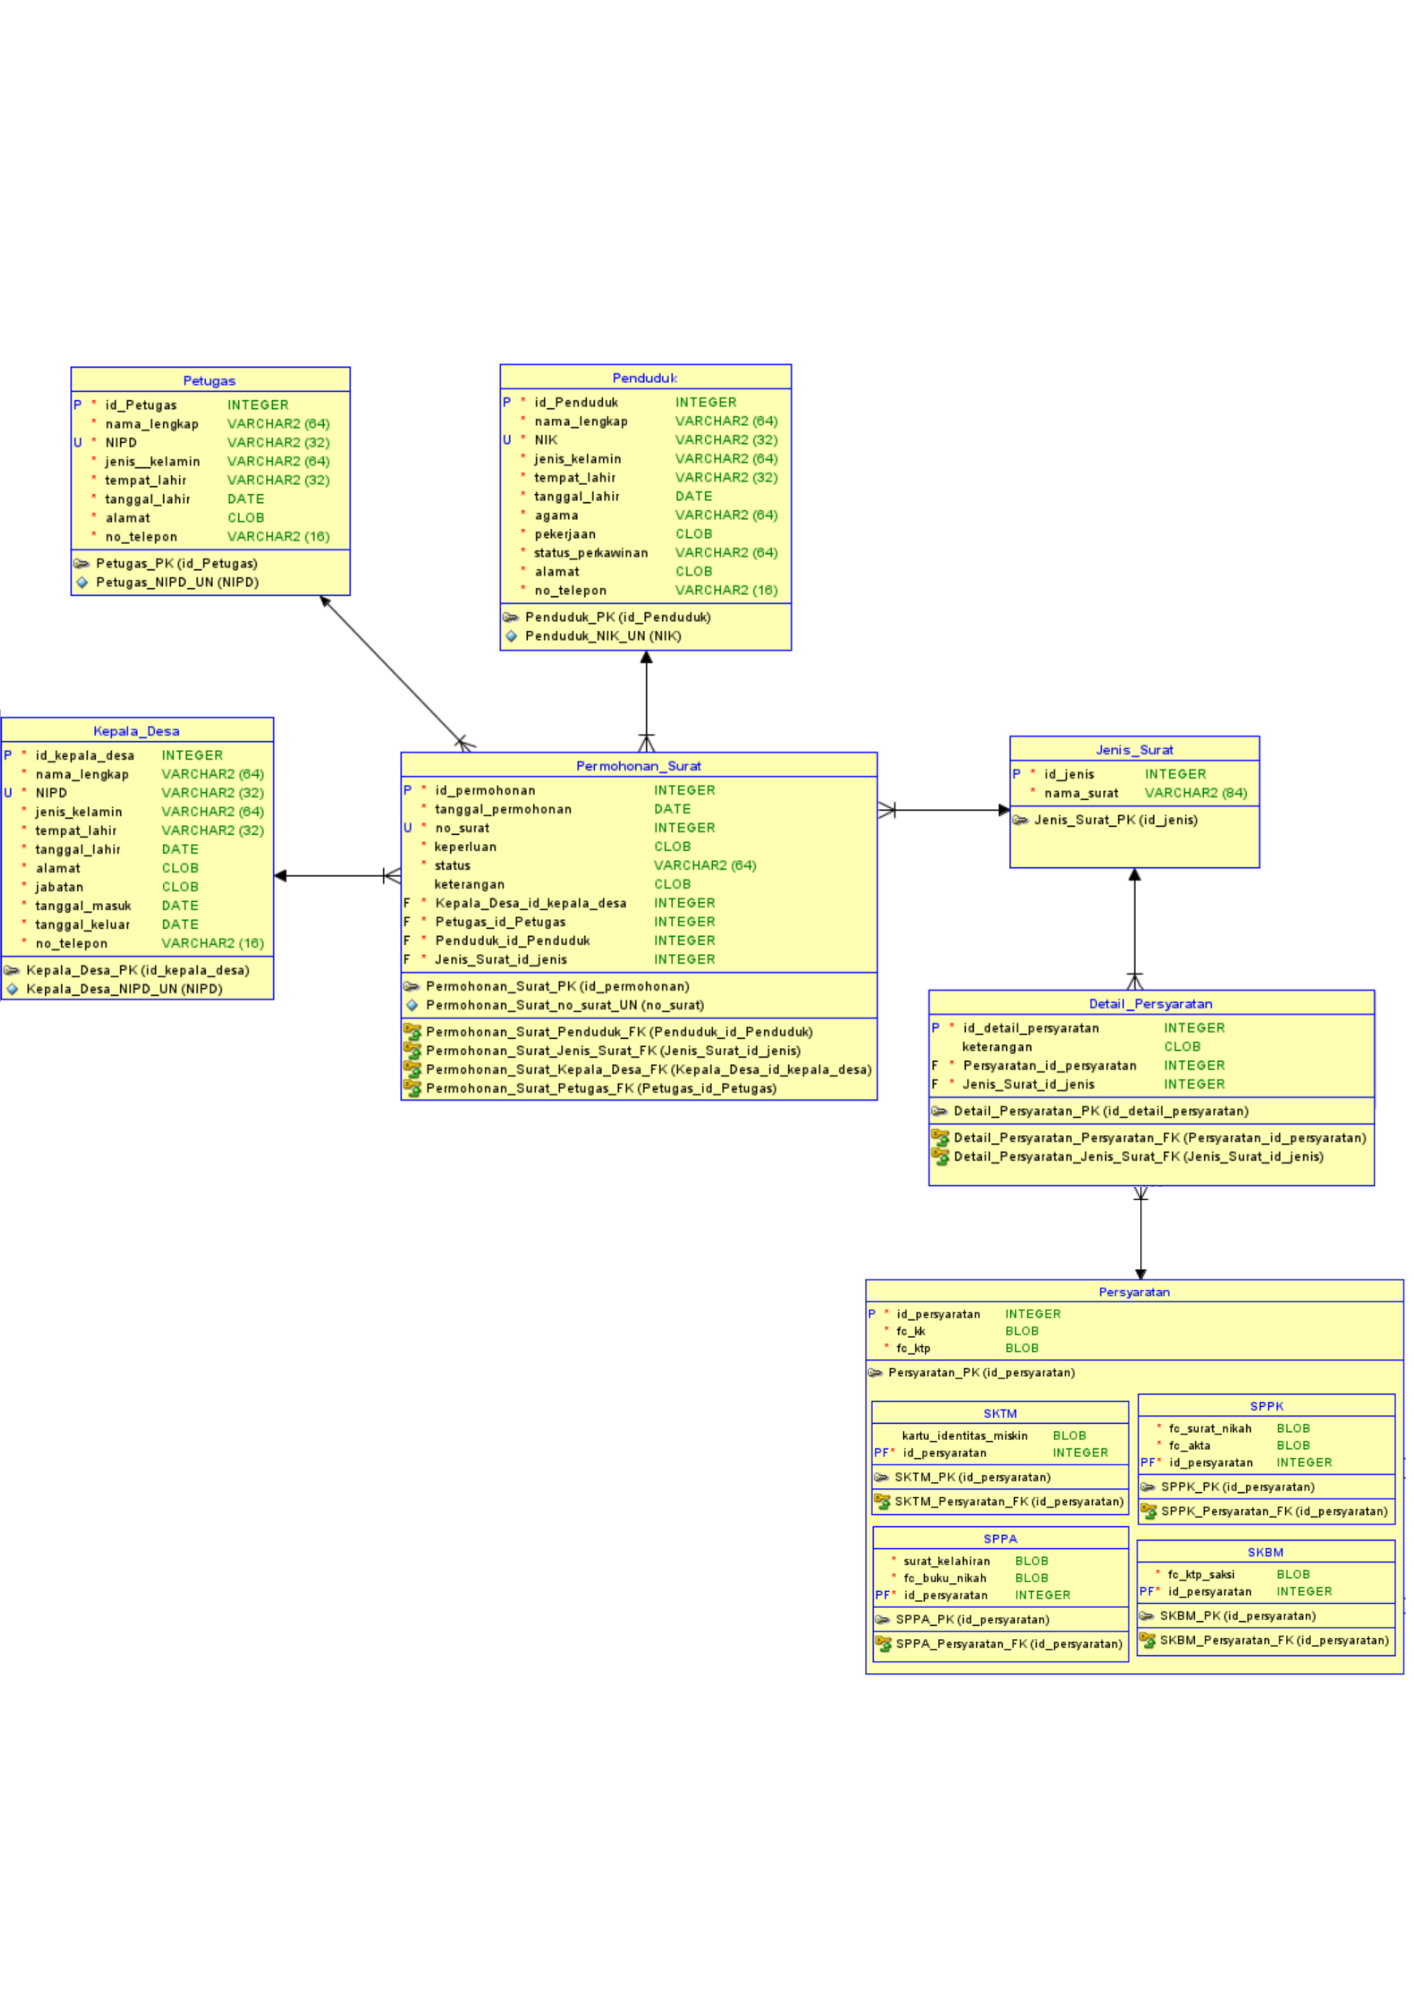 Petugas
P * id_Petugas INTEGER
* nama_lengkap VARCHAR2 (64)
U * NIPD VARCHAR2 (32)
* jenis__kelamin VARCHAR2 (64)
* tempat_lahir VARCHAR2 (32)
* tanggal_lahir DATE
* alamat CLOB
* no_telepon VARCHAR2 (16)
Petugas_PK (id_Petugas)
Petugas_NIPD_UN (NIPD)
Penduduk
P * id_Penduduk INTEGER
* nama_lengkap VARCHAR2 (64)
U * NIK VARCHAR2 (32)
* jenis_kelamin VARCHAR2 (64)
* tempat_lahir VARCHAR2 (32)
* tanggal_lahir DATE
* agama VARCHAR2 (64)
* pekerjaan CLOB
* status_perkawinan VARCHAR2 (64)
* alamat CLOB
* no_telepon VARCHAR2 (16)
Penduduk_PK (id_Penduduk)
Penduduk_NIK_UN (NIK)
Kepala_Desa
P * id_kepala_desa INTEGER
* nama_lengkap VARCHAR2 (64)
U * NIPD VARCHAR2 (32)
* jenis_kelamin VARCHAR2 (64)
* tempat_lahir VARCHAR2 (32)
* tanggal_lahir DATE
* alamat CLOB
* jabatan CLOB
* tanggal_masuk DATE
* tanggal_keluar DATE
* no_telepon VARCHAR2 (16)
Kepala_Desa_PK (id_kepala_desa)
Kepala_Desa_NIPD_UN (NIPD)
Permohonan_Surat
P * id_permohonan INTEGER
* tanggal_permohonan DATE
U * no_surat INTEGER
* keperluan CLOB
* status VARCHAR2 (64)
keterangan CLOB
F * Kepala_Desa_id_kepala_desa INTEGER
F * Petugas_id_Petugas INTEGER
F * Penduduk_id_Penduduk INTEGER
F * Jenis_Surat_id_jenis INTEGER
Permohonan_Surat_PK (id_permohonan)
Permohonan_Surat_no_surat_UN (no_surat)
Permohonan_Surat_Penduduk_FK (Penduduk_id_Penduduk)
Permohonan_Surat_Jenis_Surat_FK (Jenis_Surat_id_jenis)
Permohonan_Surat_Kepala_Desa_FK (Kepala_Desa_id_kepala_desa)
Permohonan_Surat_Petugas_FK (Petugas_id_Petugas)
Jenis_Surat
P * id_jenis INTEGER
* nama_surat VARCHAR2 (84)
Jenis_Surat_PK (id_jenis)
Detail_Persyaratan
P * id_detail_persyaratan INTEGER
keterangan CLOB
F * Persyaratan_id_persyaratan INTEGER
F * Jenis_Surat_id_jenis INTEGER
Detail_Persyaratan_PK (id_detail_persyaratan)
Detail_Persyaratan_Persyaratan_FK (Persyaratan_id_persyaratan)
Detail_Persyaratan_Jenis_Surat_FK (Jenis_Surat_id_jenis)
Persyaratan
P * id_persyaratan INTEGER
* fc_kk BLOB
* fc_ktp BLOB
Persyaratan_PK (id_persyaratan)
SKTM
kartu_identitas_miskin BLOB
PF* id_persyaratan INTEGER
SKTM_PK (id_persyaratan)
SKTM_Persyaratan_FK (id_persyaratan)
SPPK
* fc_surat_nikah BLOB
* fc_akta BLOB
PF* id_persyaratan INTEGER
SPPK_PK (id_persyaratan)
SPPK_Persyaratan_FK (id_persyaratan)
SPPA
* surat_kelahiran BLOB
* fc_buku_nikah BLOB
PF* id_persyaratan INTEGER
SPPA_PK (id_persyaratan)
SPPA_Persyaratan_FK (id_persyaratan)
SKBM
* fc_ktp_saksi BLOB
PF* id_persyaratan INTEGER
SKBM_PK (id_persyaratan)
SKBM_Persyaratan_FK (id_persyaratan)